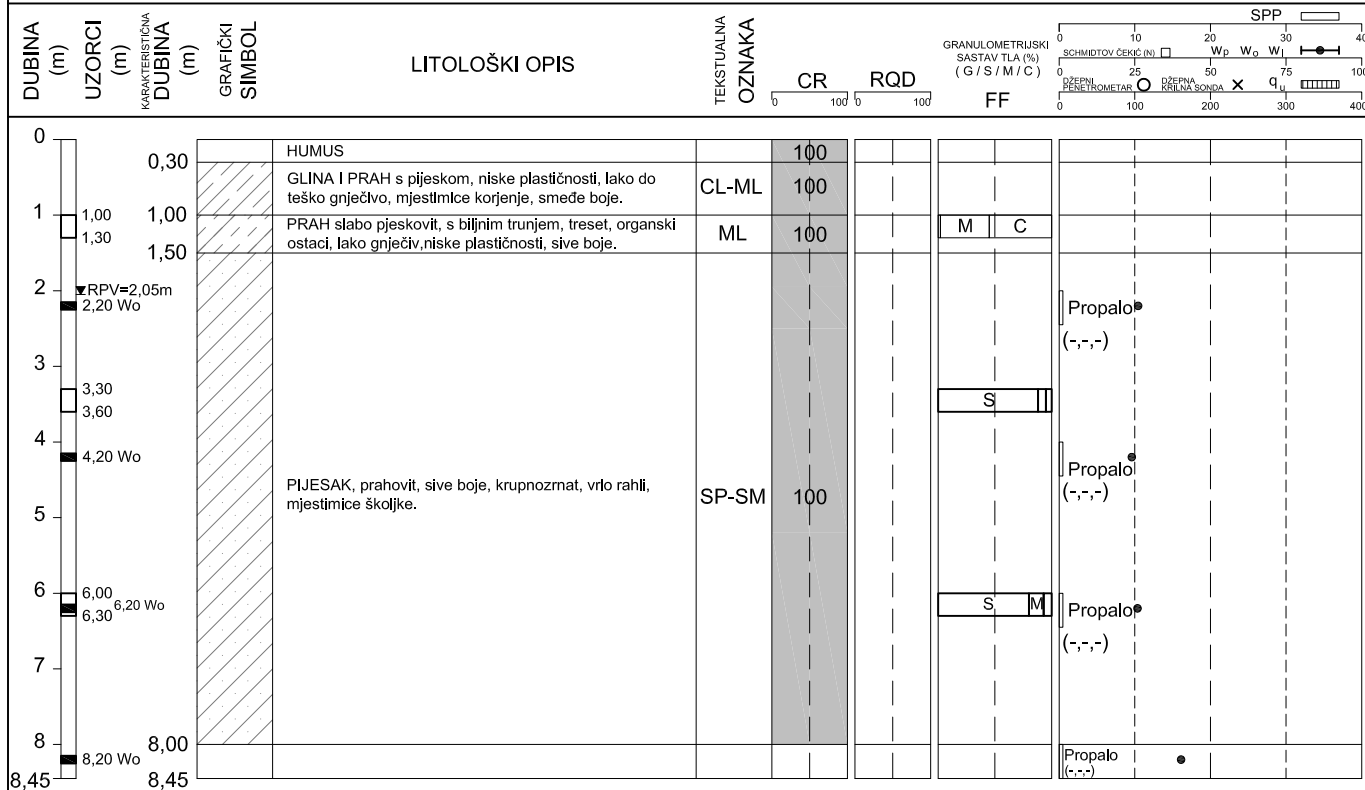 DUBINA
(m)
UZORCI
(m)
KARAKTERISTIČNA
DUBINA
(m)
GRAFIČKI
SIMBOL
LITOLOŠKI OPIS
TEKSTUALNA
OZNAKA
CR
0 100
RQD
0 100
GRANULOMETRIJSKI
SASTAV TLA (%)
( G / S / M / C )
FF
SPP
0 10 20 30 40
SCHMIDTOV ČEKIĆ (N) Wp Wo Wl
0 25 50 75 100
DŽEPNI
PENETROMETAR
DŽEPNA
KRILNA SONDA
qu
0 100 200 300 400
0
HUMUS
100
0,30
GLINA I PRAH s pijeskom, niske plastičnosti, lako do
teško gnječivo, mjestimice korjenje, smeđe boje.
CL-ML
100
1
1,00
1,00
1,30
PRAH slabo pjeskovit, s biljnim trunjem, treset, organski
ostaci, lako gnječiv,niske plastičnosti, sive boje.
ML
100
M C
1,50
2
RPV=2,05m
2,20 Wo
Propalo
(-,-,-)
3
3,30
3,60
S
4
4,20 Wo
Propalo
(-,-,-)
PIJESAK, prahovit, sive boje, krupnozrnat, vrlo rahli,
mjestimice školjke.
SP-SM
100
5
6
6,00
6,20 Wo
6,30
S M
Propalo
(-,-,-)
7
8
8,00
8,20 Wo
Propalo
(-,-,-)
8,45
8,45